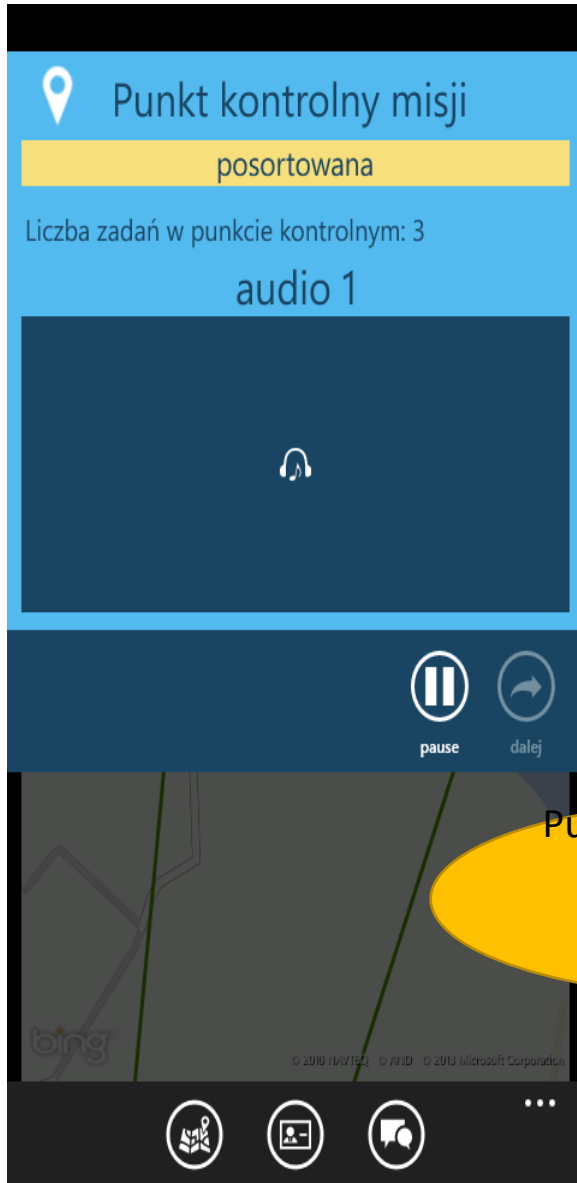 Punkt kontrolny misji
posortowana
Liczba zadań w punkcie kontrolnym: 3
audio 1
pause
dalej
bing
© 2010 NAVTEQ © AND © 2013 Microsoft Corporation